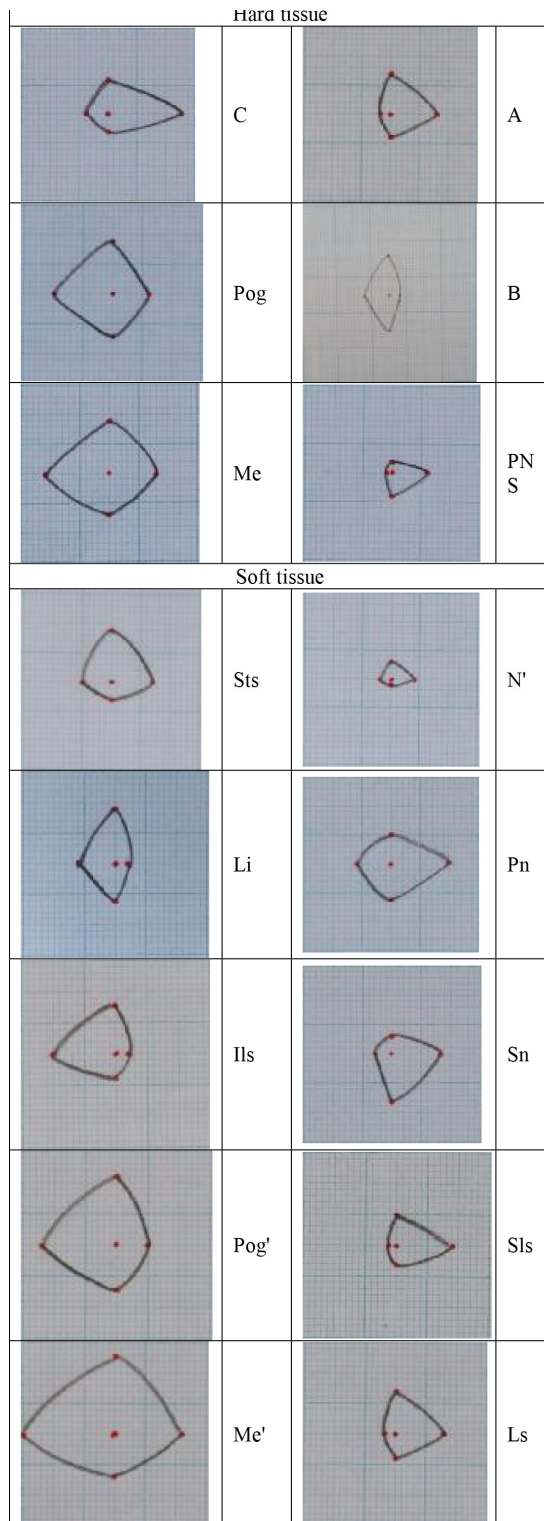 Hard tissue
C
A
Pog
B
Me
PN
S
Soft tissue
Sts
N'
Li
Pn
Ils
Sn
Pog'
Sls
Me'
Ls